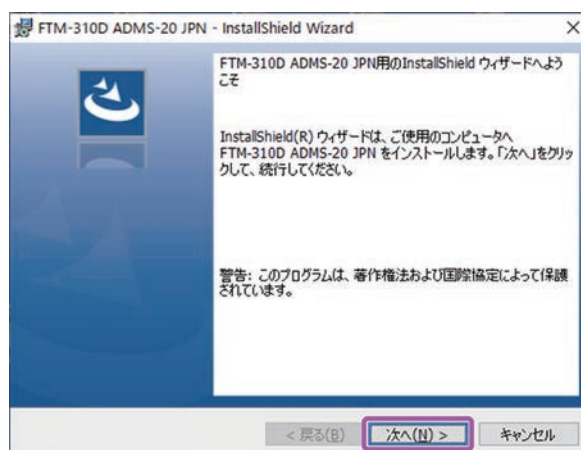 FTM-310D ADMS-20 JPN - InstallShield Wizard
FTM-310D ADMS-20 JPN用のInstallShield ウィザードへよう
こそ
InstallShield(R) ウィザードは、ご使用のコンピュータへ
FTM-310D ADMS-20 JPN をインストールします。「次へ」をクリッ
クして、続行してください。
警告: このプログラムは、著作権法および国際協定によって保護
されています。
< 戻る(B) 次へ(N) > キャンセル